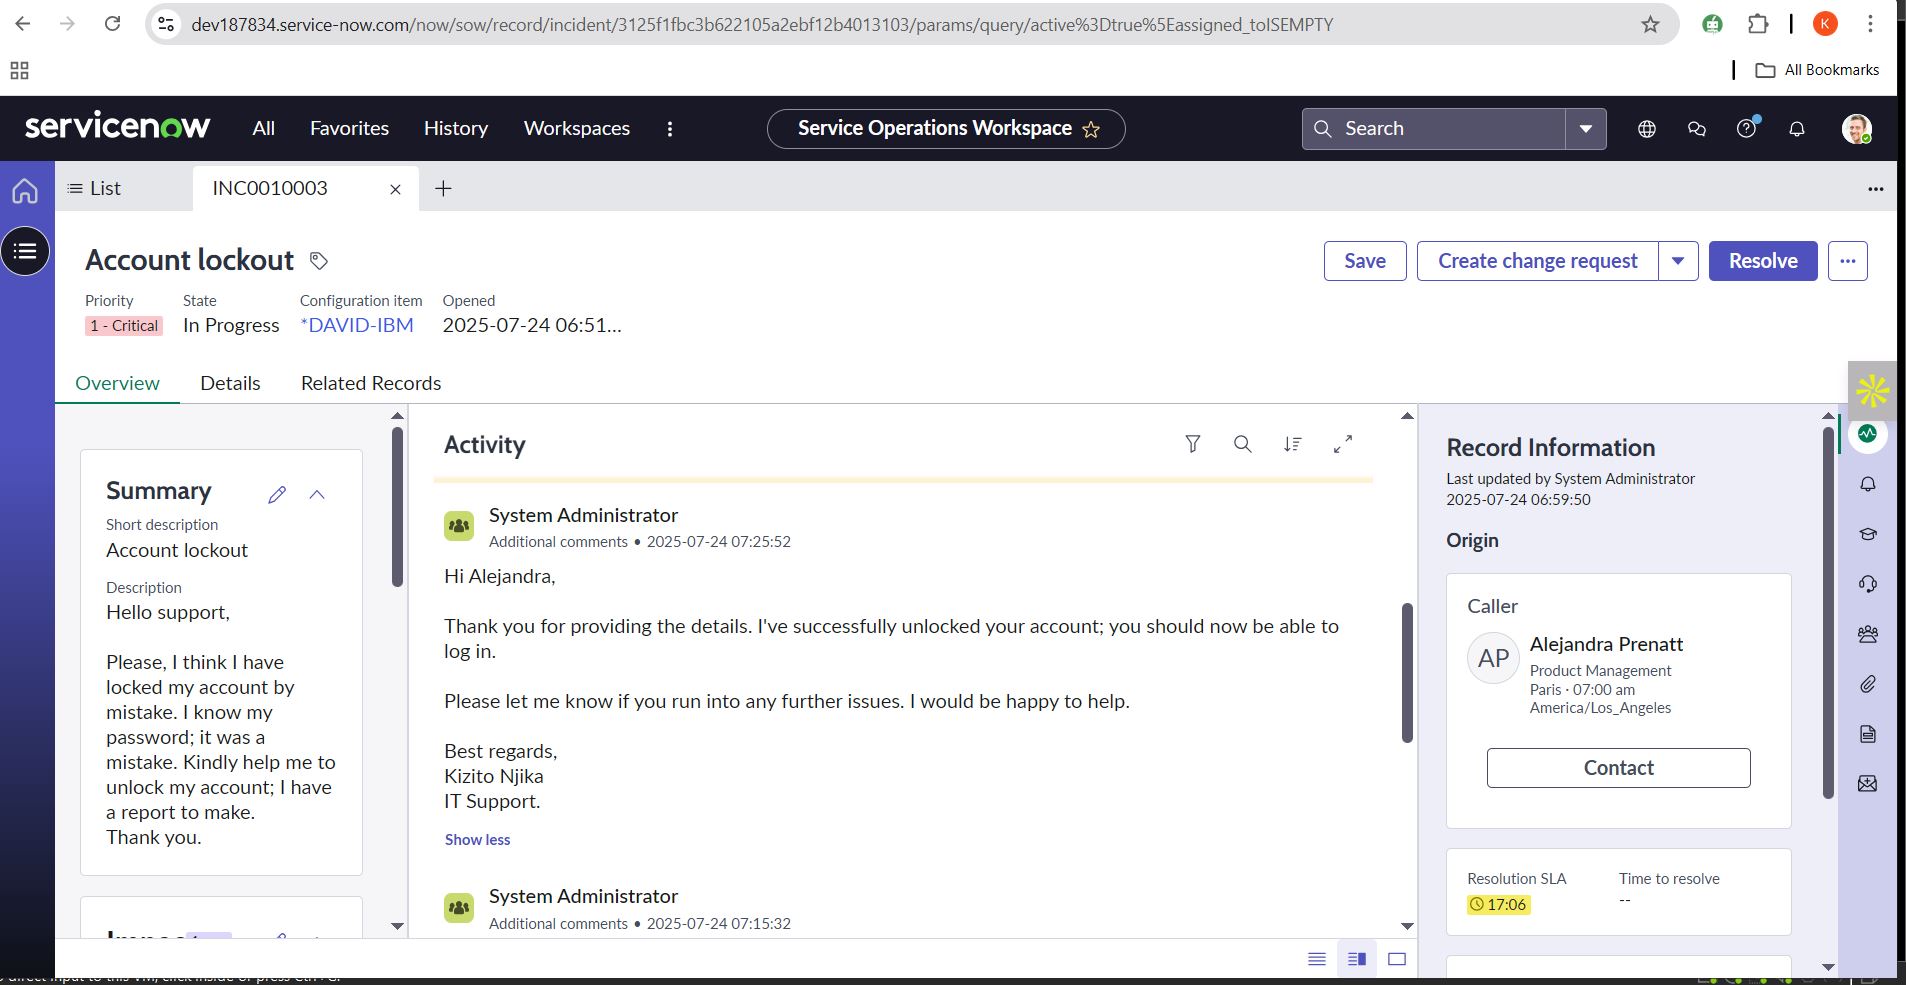 dev187834.service-now.com/now/sow/record/incident/3125f1fbc3b622105a2ebf12b4013103/params/query/active%3Dtrue%5Eassigned_toISEMPTY
K
All Bookmarks
servicenow
All
Favorites
History
Workspaces
Service Operations Workspace
Search
List
INC0010003
Account lockout
Save
Create change request
Resolve
Priority
State
Configuration item
Opened
1 - Critical
In Progress
*DAVID-IBM
2025-07-24 06:51...
Overview
Details
Related Records
Summary
Short description
Account lockout
Description
Hello support,
Please, I think I have
locked my account by
mistake. I know my
password; it was a
mistake. Kindly help me to
unlock my account; I have
a report to make.
Thank you.
Activity
System Administrator
Additional comments • 2025-07-24 07:25:52
Hi Alejandra,
Thank you for providing the details. I've successfully unlocked your account; you should now be able to
log in.
Please let me know if you run into any further issues. I would be happy to help.
Best regards,
Kizito Njika
IT Support.
Show less
System Administrator
Additional comments • 2025-07-24 07:15:32
Record Information
Last updated by System Administrator
2025-07-24 06:59:50
Origin
Caller
AP
Alejandra Prenatt
Product Management
Paris · 07:00 am
America/Los_Angeles
Contact
Resolution SLA
Time to resolve
17:06
--